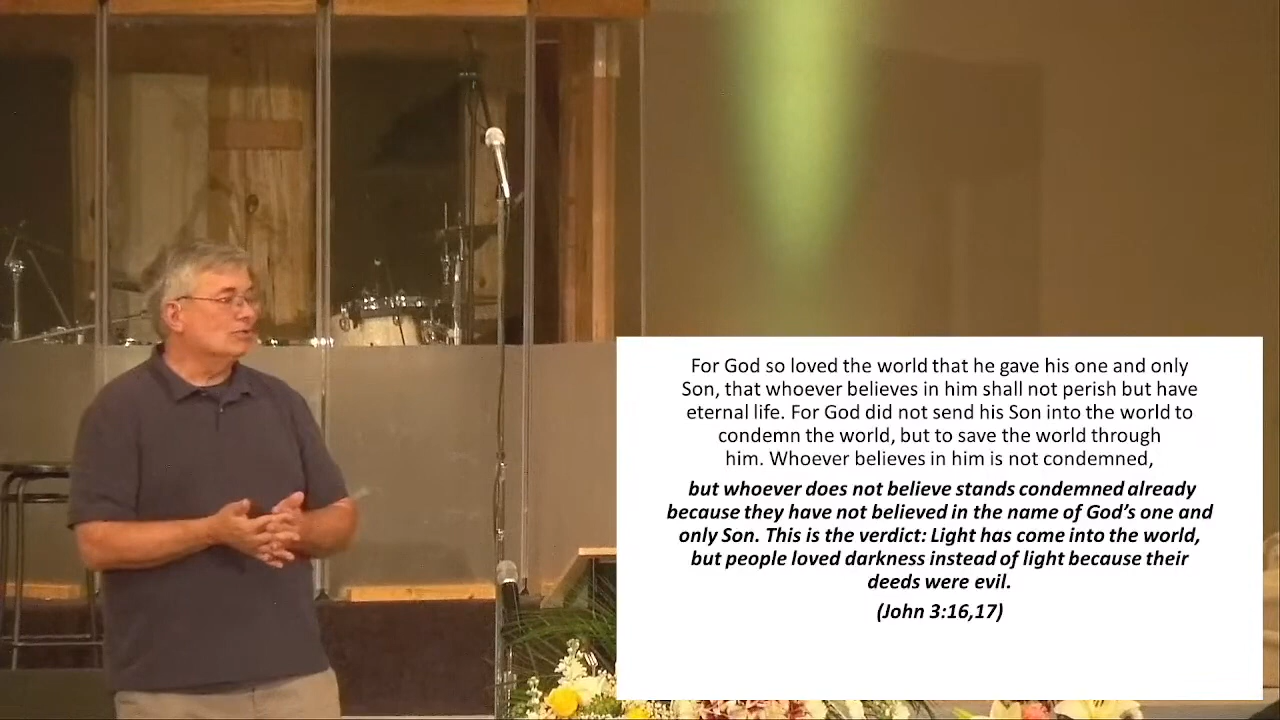 For God so loved the world that he gave his one and only
Son, that whoever believes in him shall not perish but have
eternal life. For God did not send his Son into the world to
condemn the world, but to save the world through
him. Whoever believes in him is not condemned,
but whoever does not believe stands condemned already
because they have not believed in the name of God’s one and
only Son. This is the verdict: Light has come into the world,
but people loved darkness instead of light because their
deeds were evil.
(John 3:16,17)